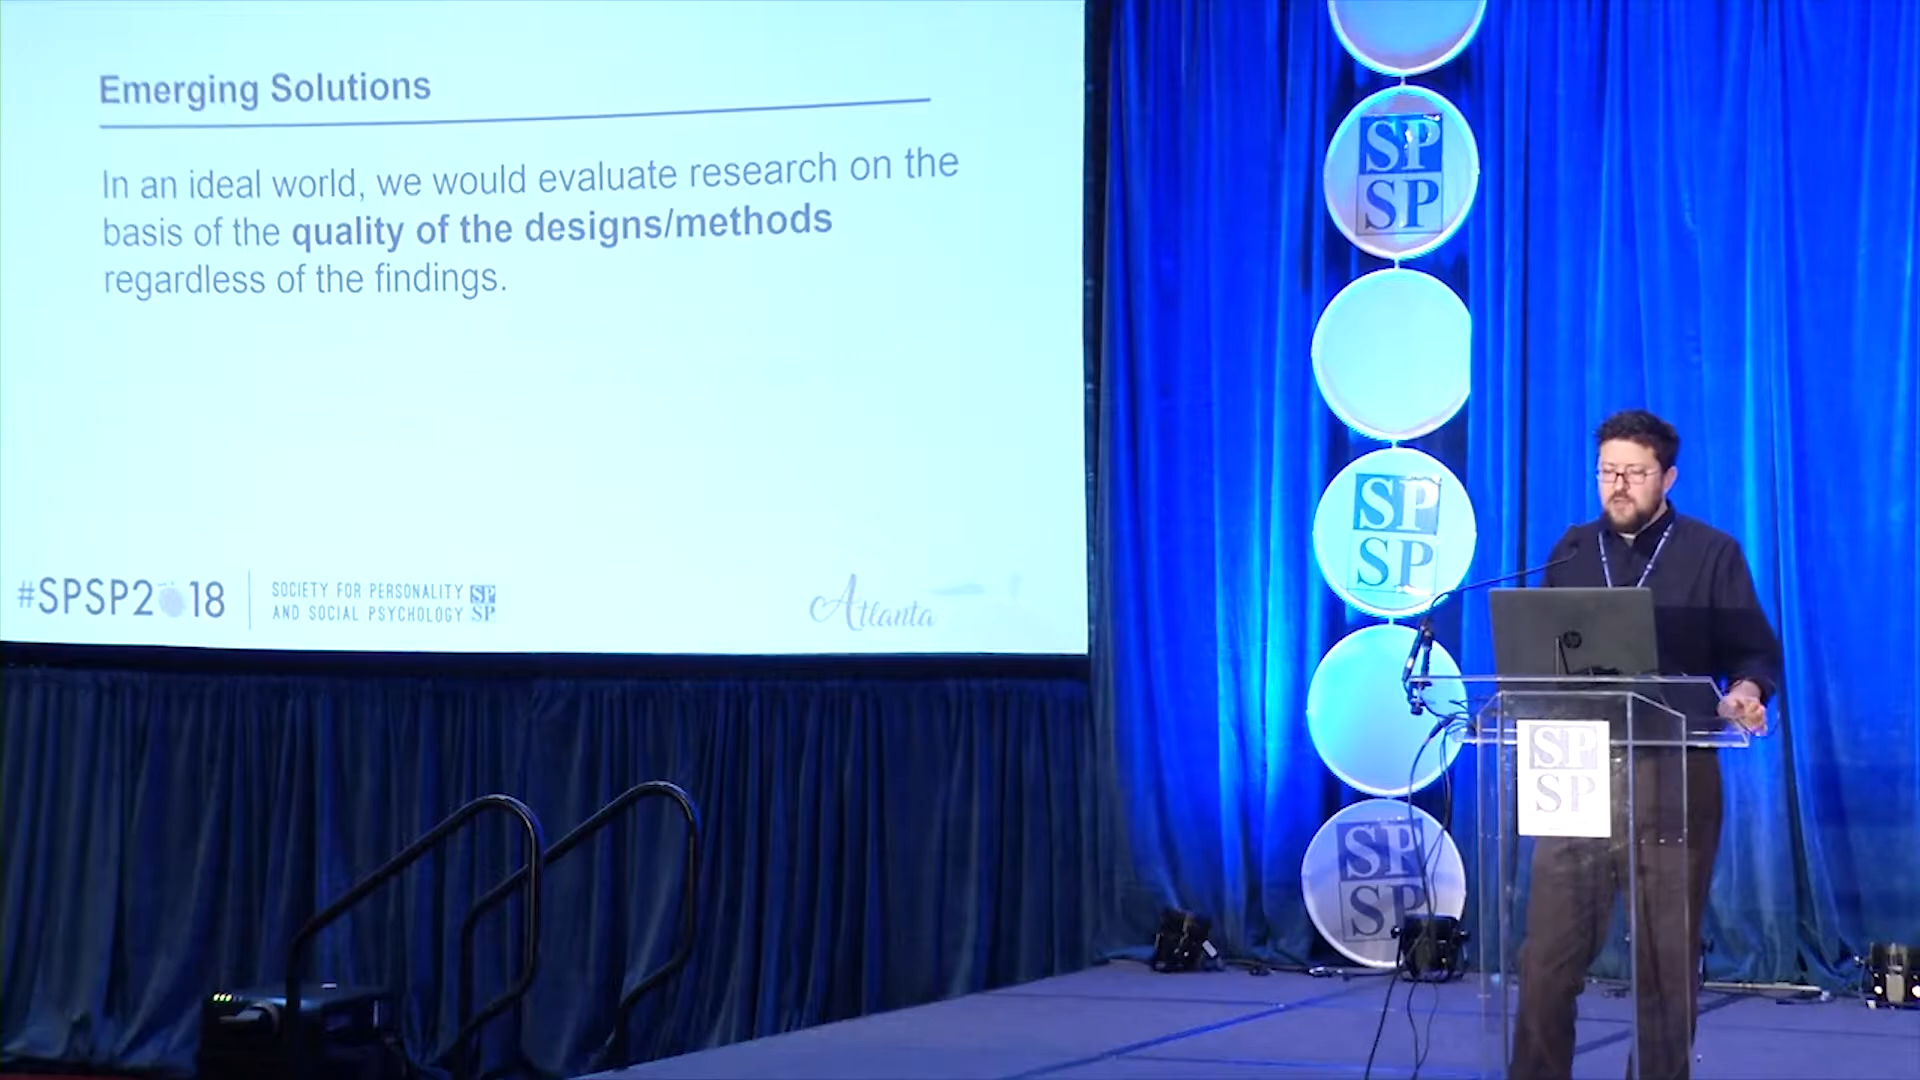 Emerging Solutions
In an ideal world, we would evaluate research on the
basis of the quality of the designs/methods
regardless of the findings.
#SPSP2018
SOCIETY FOR PERSONALITY
AND SOCIAL PSYCHOLOGY
SP
SP
Atlanta
SP
SP
SP
SP
SP
SP
SP
SP
hp